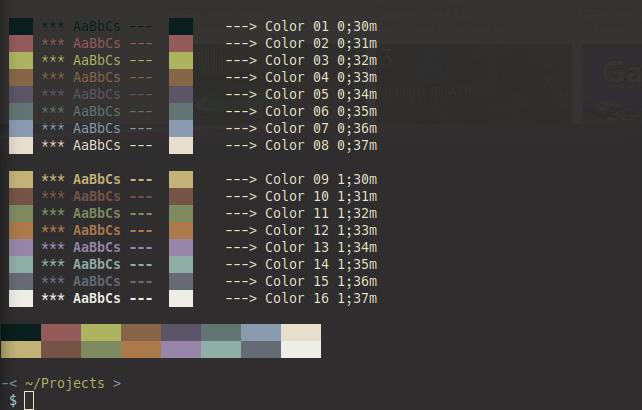 *** AaBbCs --- ---> Color 01 0;30m
*** AaBbCs --- ---> Color 02 0;31m
*** AaBbCs --- ---> Color 03 0;32m
*** AaBbCs --- ---> Color 04 0;33m
*** AaBbCs --- ---> Color 05 0;34m
*** AaBbCs --- ---> Color 06 0;35m
*** AaBbCs --- ---> Color 07 0;36m
*** AaBbCs --- ---> Color 08 0;37m
*** AaBbCs --- ---> Color 09 1;30m
*** AaBbCs --- ---> Color 10 1;31m
*** AaBbCs --- ---> Color 11 1;32m
*** AaBbCs --- ---> Color 12 1;33m
*** AaBbCs --- ---> Color 13 1;34m
*** AaBbCs --- ---> Color 14 1;35m
*** AaBbCs --- ---> Color 15 1;36m
*** AaBbCs --- ---> Color 16 1;37m
-< ~/Projects >
$